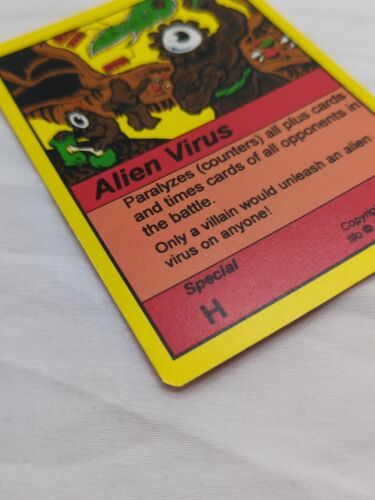 Alien Virus
Paralyzes (counters) all plus cards
and times cards of all opponents in
the battle.
Only a villain would unleash an alien
virus on anyone!
Special
H
Illo ©